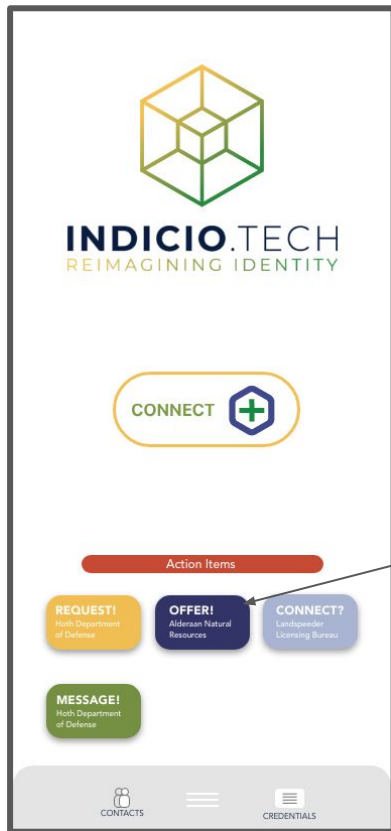 INDICIO.TECH
REIMAGINING IDENTITY
CONNECT
Action Items
REQUEST!
Hoth Department
of Defense
OFFER!
Alderaan Natural
Resources
CONNECT?
Landspeeder
Licensing Bureau
MESSAGE!
Hoth Department
of Defense
CONTACTS
CREDENTIALS